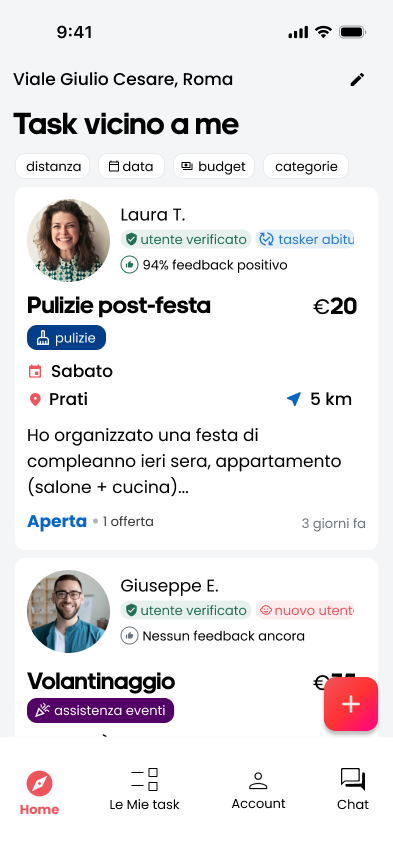 9:41
Viale Giulio Cesare, Roma
Task vicino a me
distanza data budget categorie
Laura T.
utente verificato tasker abitu
94% feedback positivo
Pulizie post-festa €20
pulizie
Sabato
Prati 5 km
Ho organizzato una festa di
compleanno ieri sera, appartamento
(salone + cucina)...
Aperta • 1 offerta 3 giorni fa
Giuseppe E.
utente verificato nuovo utent
Nessun feedback ancora
Volantinaggio €
assistenza eventi
Home Le Mie task Account Chat